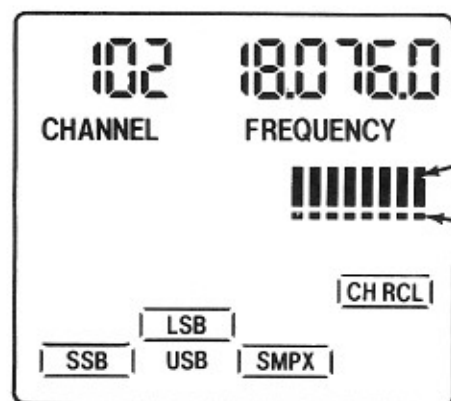 102 18.076.0
CHANNEL FREQUENCY
CH RCL
LSB
SSB USB SMPX